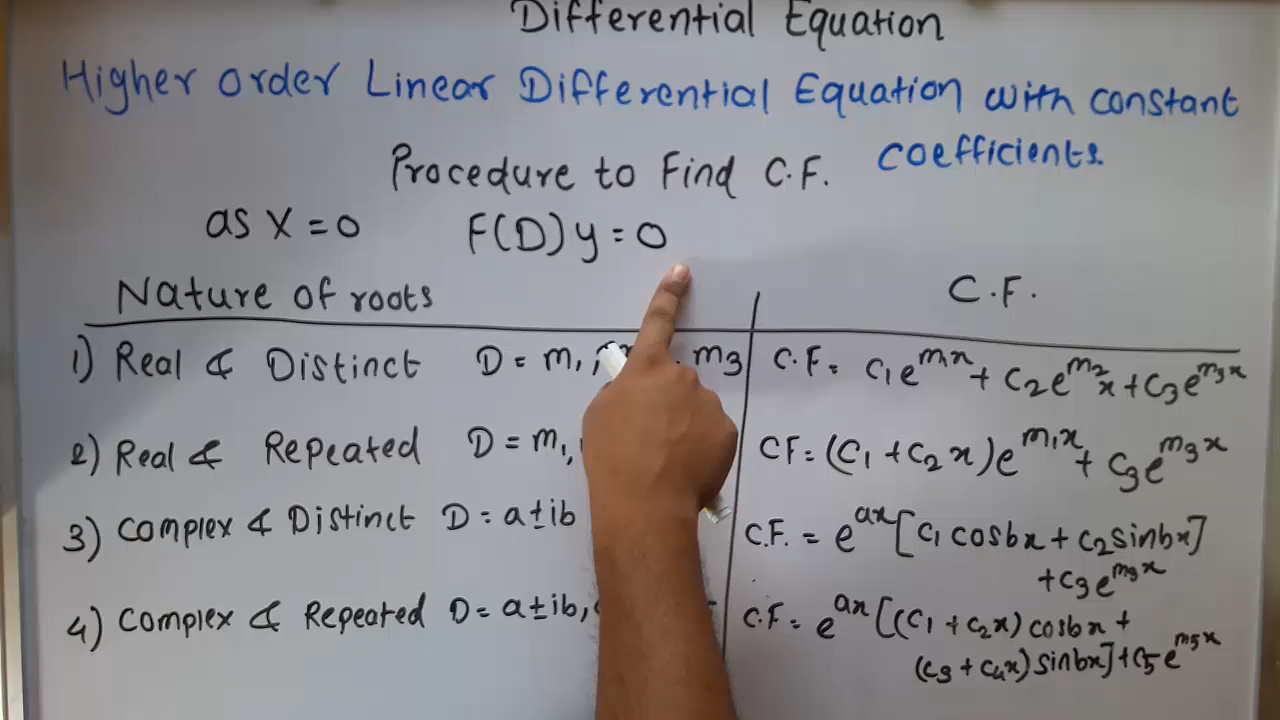 Differential Equation
Higher order Linear Differential Equation with constant
coefficients.
Procedure to Find C.F.
as X = 0 F(D) y = 0
Nature of roots C.F.
1) Real & Distinct D = m1, m3 C.F. = c1e^m1x + c2e^m2x + c3e^m3x
2) Real & Repeated D = m1, CF = (c1 + c2x)e^m1x + c3e^m3x
3) Complex & Distinct D = a±ib C.F. = e^ax [c1 cosbx + c2 sinbx]
+ c3e^m3x
4) Complex & Repeated D = a±ib, C.F = e^ax [(c1 + c2x) cosbx +
(c3 + c4x) sinbx] + c5e^m5x